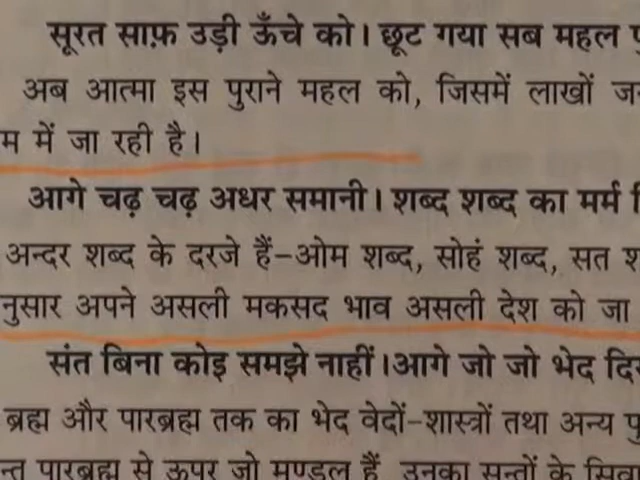 सूरत साफ़ उड़ी ऊँचे को। छूट गया सब महल
अब आत्मा इस पुराने महल को, जिसमें लाखों
में जा रही है।
आगे चढ़ चढ़ अधर समानी। शब्द शब्द का मर्म
अन्दर शब्द के दरजे हैं-ओम शब्द, सोहं शब्द, सत
नुसार अपने असली मकसद भाव असली देश को जा
संत बिना कोइ समझे नाहीं।आगे जो जो भेद
ब्रह्म और पारब्रह्म तक का भेद वेदों-शास्त्रों तथा अन्य
पारब्रह्म से ऊपर जो मण्डल हैं उनका सन्तों के